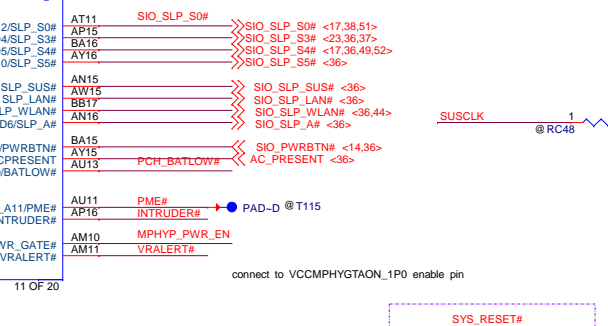 2/SLP_S0# AT11 SIO_SLP_S0# SIO_SLP_S0# <17,38,51>
04/SLP_S3# AP15 SIO_SLP_S3# <23,36,37>
05/SLP_S4# BA16 SIO_SLP_S4# <17,36,49,52>
0/SLP_S5# AY16 SIO_SLP_S5# <36>
SLP_SUS# AN15 SIO_SLP_SUS# <36>
SLP_LAN# AW15 SIO_SLP_LAN# <36>
LP_WLAN# BB17 SIO_SLP_WLAN# <36,44>
D6/SLP_A# AN16 SIO_SLP_A# <36>
SUSCLK 1
@ RC48
/PWRBTN# BA15 SIO_PWRBTN# <14,36>
CPRESENT AY15 AC_PRESENT <36>
/BATLOW# AU13 PCH_BATLOW#
_A11/PME# AU11 PME# PAD~D @ T115
NTRUDER# AP16 INTRUDER#
WR_GATE# AM10 MPHYP_PWR_EN
VRALERT# AM11 VRALERT#
connect to VCCMPHYGTAON_1P0 enable pin
11 OF 20
SYS_RESET#